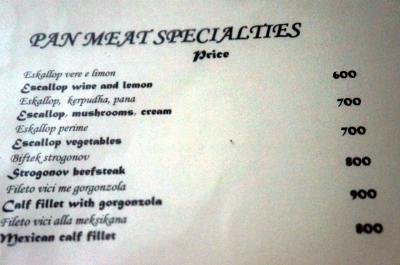 PAN MEAT SPECIALTIES
Price
Eskallop vere e limon
Escallop wine and lemon 600
Eskallop, kerpudha, pana
Escallop, mushrooms, cream 700
Eskallop perime
Escallop vegetables 700
Biftek strogonov
Strogonov beefsteak 800
Fileto vici me gorgonzola
Calf fillet with gorgonzola 900
Fileto vici alla meksikana
Mexican calf fillet 800